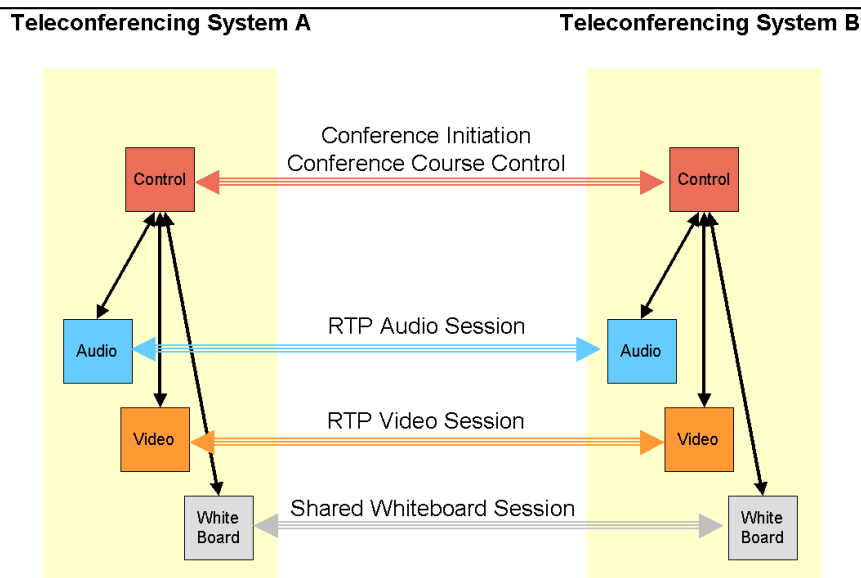 Teleconferencing System A
Teleconferencing System B
Conference Initiation
Conference Course Control
Control
Control
RTP Audio Session
Audio
Audio
RTP Video Session
Video
Video
Shared Whiteboard Session
White
Board
White
Board